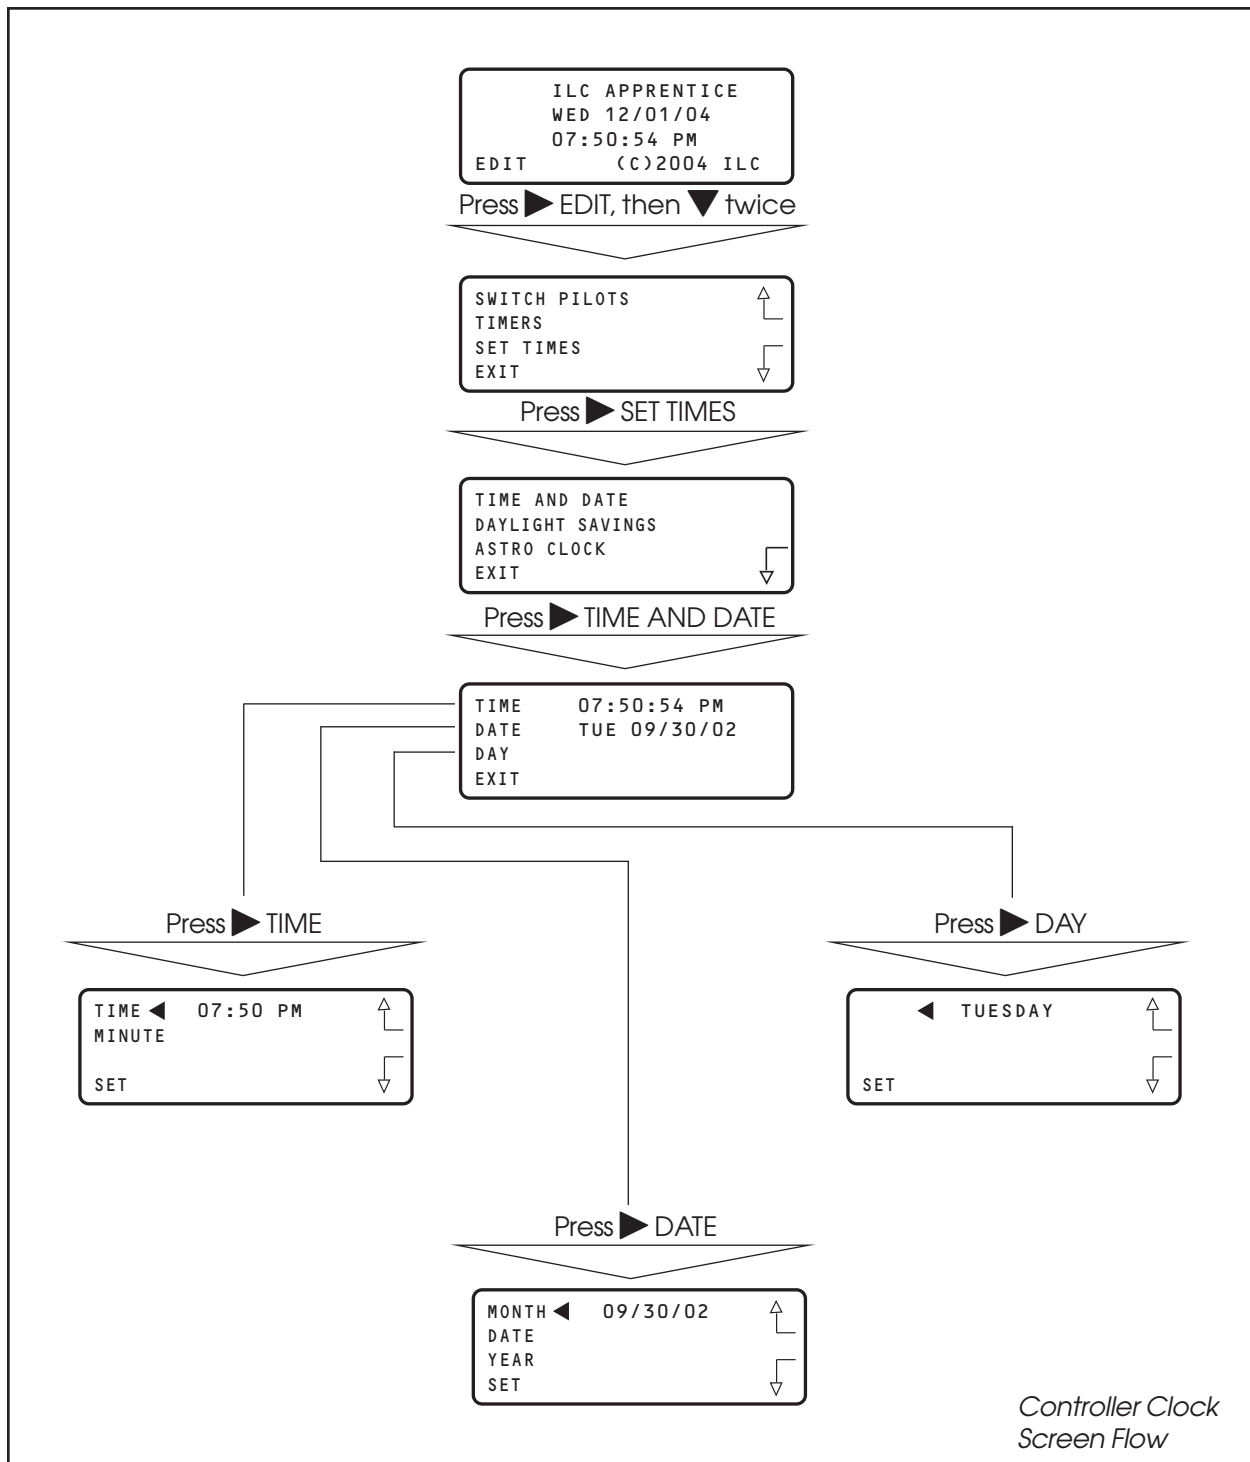 ILC APPRENTICE
WED 12/01/04
07:50:54 PM
EDIT (C)2004 ILC
Press ▶ EDIT, then ▼ twice
SWITCH PILOTS
TIMERS
SET TIMES
EXIT
Press ▶ SET TIMES
TIME AND DATE
DAYLIGHT SAVINGS
ASTRO CLOCK
EXIT
Press ▶ TIME AND DATE
TIME 07:50:54 PM
DATE TUE 09/30/02
DAY
EXIT
Press ▶ TIME
TIME ◀ 07:50 PM
MINUTE
SET
Press ▶ DAY
◀ TUESDAY
SET
Press ▶ DATE
MONTH ◀ 09/30/02
DATE
YEAR
SET
Controller Clock
Screen Flow